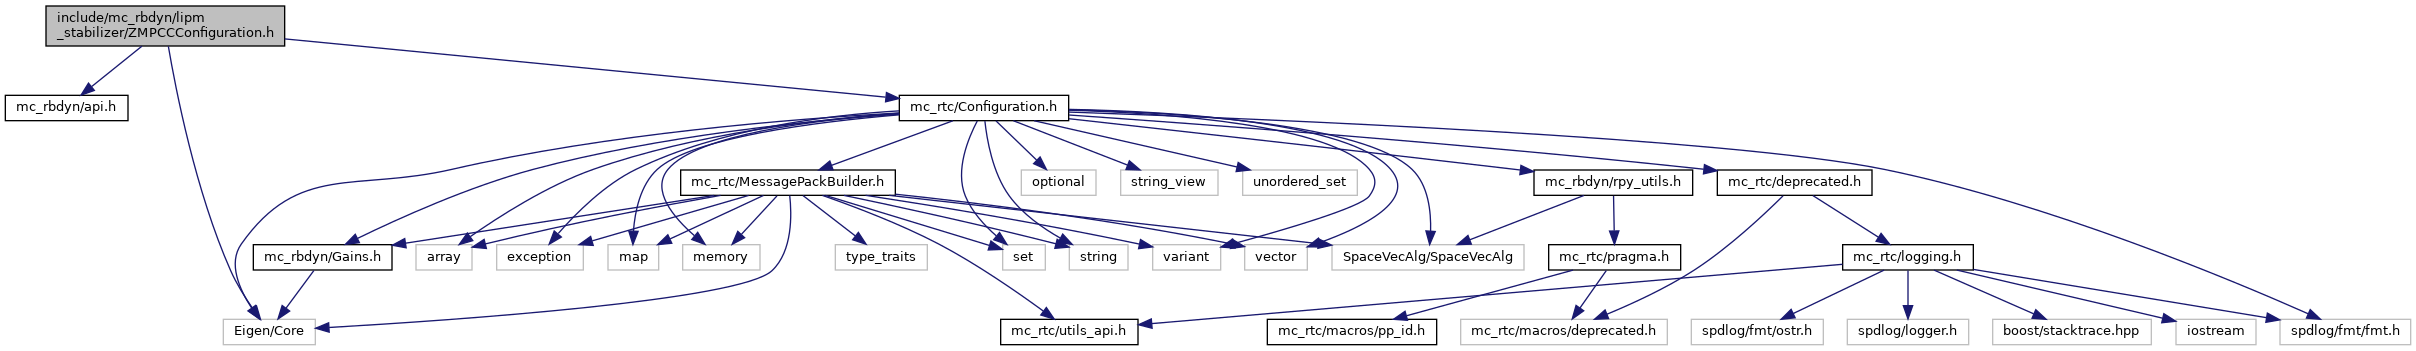 include/mc_rbdyn/lipm
_stabilizer/ZMPCCConfiguration.h
mc_rbdyn/api.h
mc_rtc/Configuration.h
mc_rtc/MessagePackBuilder.h
optional
string_view
unordered_set
mc_rbdyn/rpy_utils.h
mc_rtc/deprecated.h
mc_rbdyn/Gains.h
array
exception
map
memory
type_traits
set
string
variant
vector
SpaceVecAlg/SpaceVecAlg
mc_rtc/pragma.h
mc_rtc/logging.h
Eigen/Core
mc_rtc/utils_api.h
mc_rtc/macros/pp_id.h
mc_rtc/macros/deprecated.h
spdlog/fmt/ostr.h
spdlog/logger.h
boost/stacktrace.hpp
iostream
spdlog/fmt/fmt.h